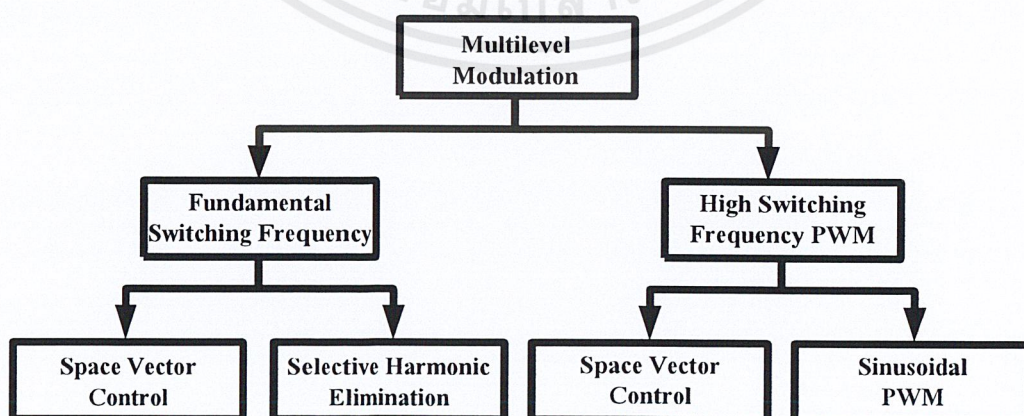 Multilevel
Modulation
Fundamental
Switching Frequency
High Switching
Frequency PWM
Space Vector
Control
Selective Harmonic
Elimination
Space Vector
Control
Sinusoidal
PWM